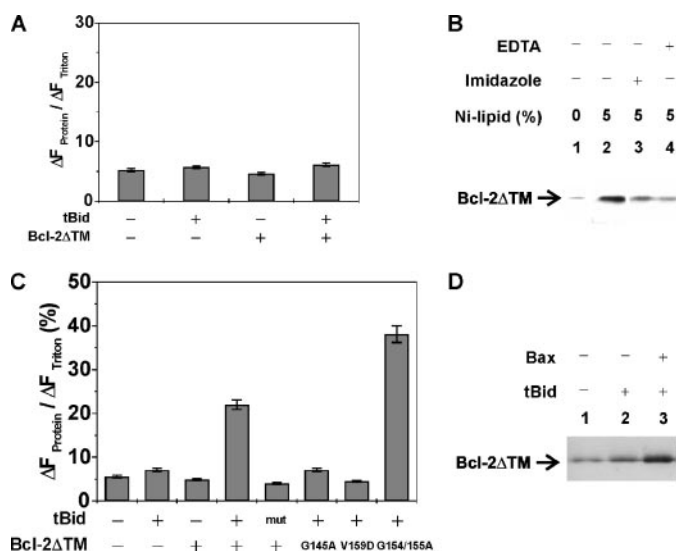 A
30
20
10
0
ΔF Protein / ΔF Triton
tBid – + – +
Bcl-2ΔTM – – + +
B
EDTA – – – +
Imidazole – – + –
Ni-lipid (%) 0 5 5 5
1 2 3 4
Bcl-2ΔTM
C
50
40
30
20
10
0
ΔF Protein / ΔF Triton (%)
tBid – + – + mut + + +
Bcl-2ΔTM – – + + + G145A V159D G154/155A
D
Bax – – +
tBid – + +
1 2 3
Bcl-2ΔTM